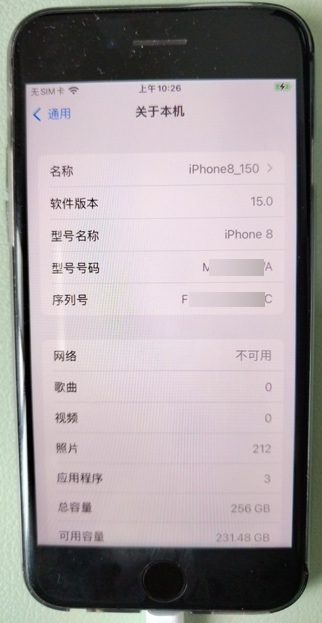 无SIM卡 上午10:26
通用 关于本机
名称 iPhone8_150
软件版本 15.0
型号名称 iPhone 8
型号号码 M /A
序列号 F C
网络 不可用
歌曲 0
视频 0
照片 212
应用程序 3
总容量 256 GB
可用容量 231.48 GB